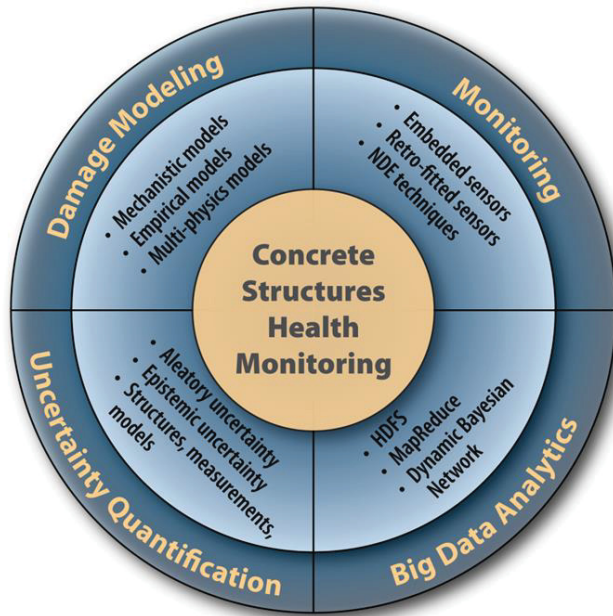 Damage Modeling
• Mechanistic models
• Empirical models
• Multi-physics models
Monitoring
• Embedded sensors
• Retro-fitted sensors
• NDE techniques
Concrete
Structures
Health
Monitoring
Uncertainty Quantification
• Aleatory uncertainty
• Epistemic uncertainty
• Structures, measurements,
models
Big Data Analytics
• HDFS
• MapReduce
• Dynamic Bayesian
Network